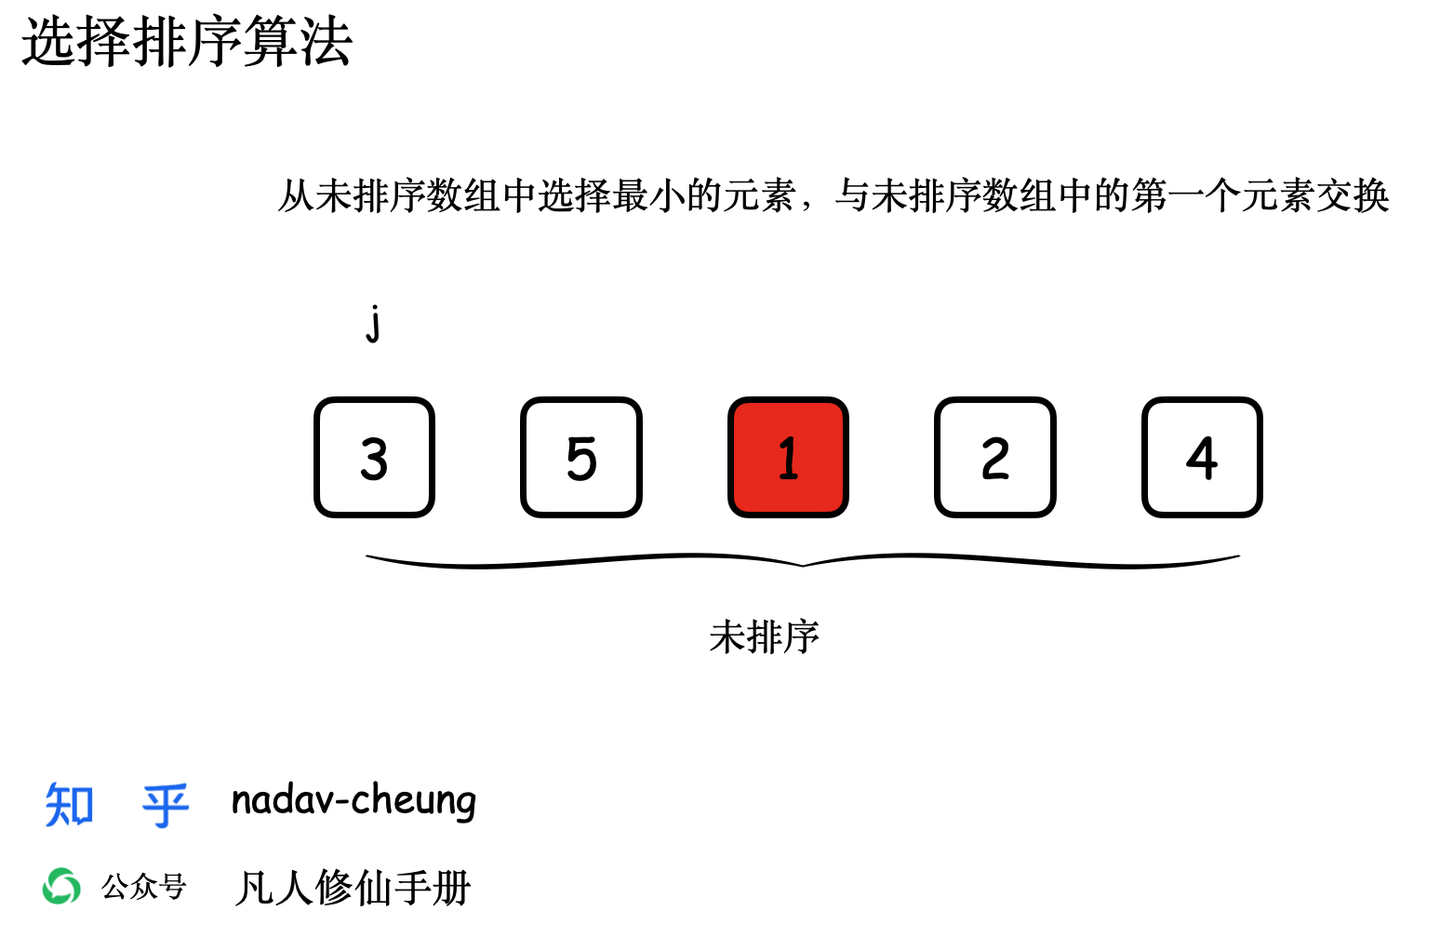 选择排序算法
从未排序数组中选择最小的元素，与未排序数组中的第一个元素交换
j
3 5 1 2 4
未排序
知 乎 nadav-cheung
公众号 凡人修仙手册